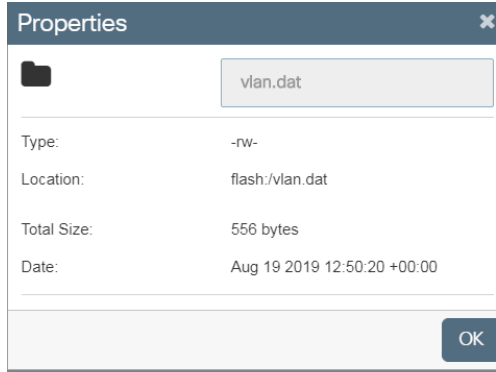 Properties
vlan.dat
Type: -rw-
Location: flash:/vlan.dat
Total Size: 556 bytes
Date: Aug 19 2019 12:50:20 +00:00
OK